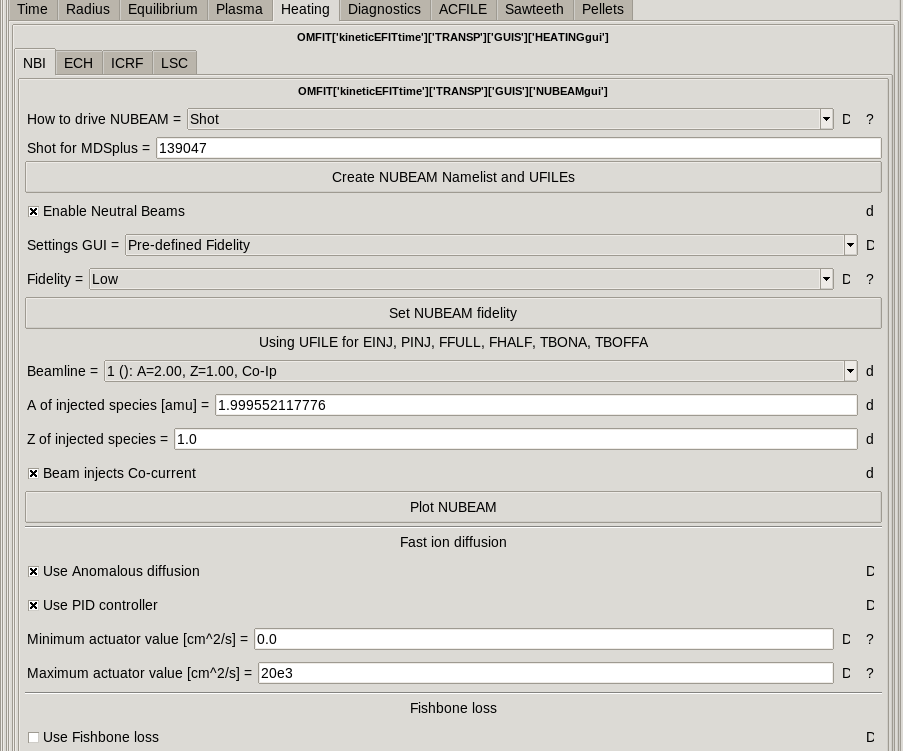 Time Radius Equilibrium Plasma Heating Diagnostics ACFILE Sawteeth Pellets
OMFIT['kineticEFITtime']['TRANSP']['GUIS']['HEATINGgui']
NBI ECH ICRF LSC
OMFIT['kineticEFITtime']['TRANSP']['GUIS']['NUBEAMgui']
How to drive NUBEAM = Shot D ?
Shot for MDSplus = 139047
Create NUBEAM Namelist and UFILEs
Enable Neutral Beams d
Settings GUI = Pre-defined Fidelity D
Fidelity = Low D ?
Set NUBEAM fidelity
Using UFILE for EINJ, PINJ, FFULL, FHALF, TBONA, TBOFFA
Beamline = 1 (): A=2.00, Z=1.00, Co-Ip d
A of injected species [amu] = 1.999552117776 d
Z of injected species = 1.0 d
Beam injects Co-current d
Plot NUBEAM
Fast ion diffusion
Use Anomalous diffusion D
Use PID controller D
Minimum actuator value [cm^2/s] = 0.0 D ?
Maximum actuator value [cm^2/s] = 20e3 D ?
Fishbone loss
Use Fishbone loss D